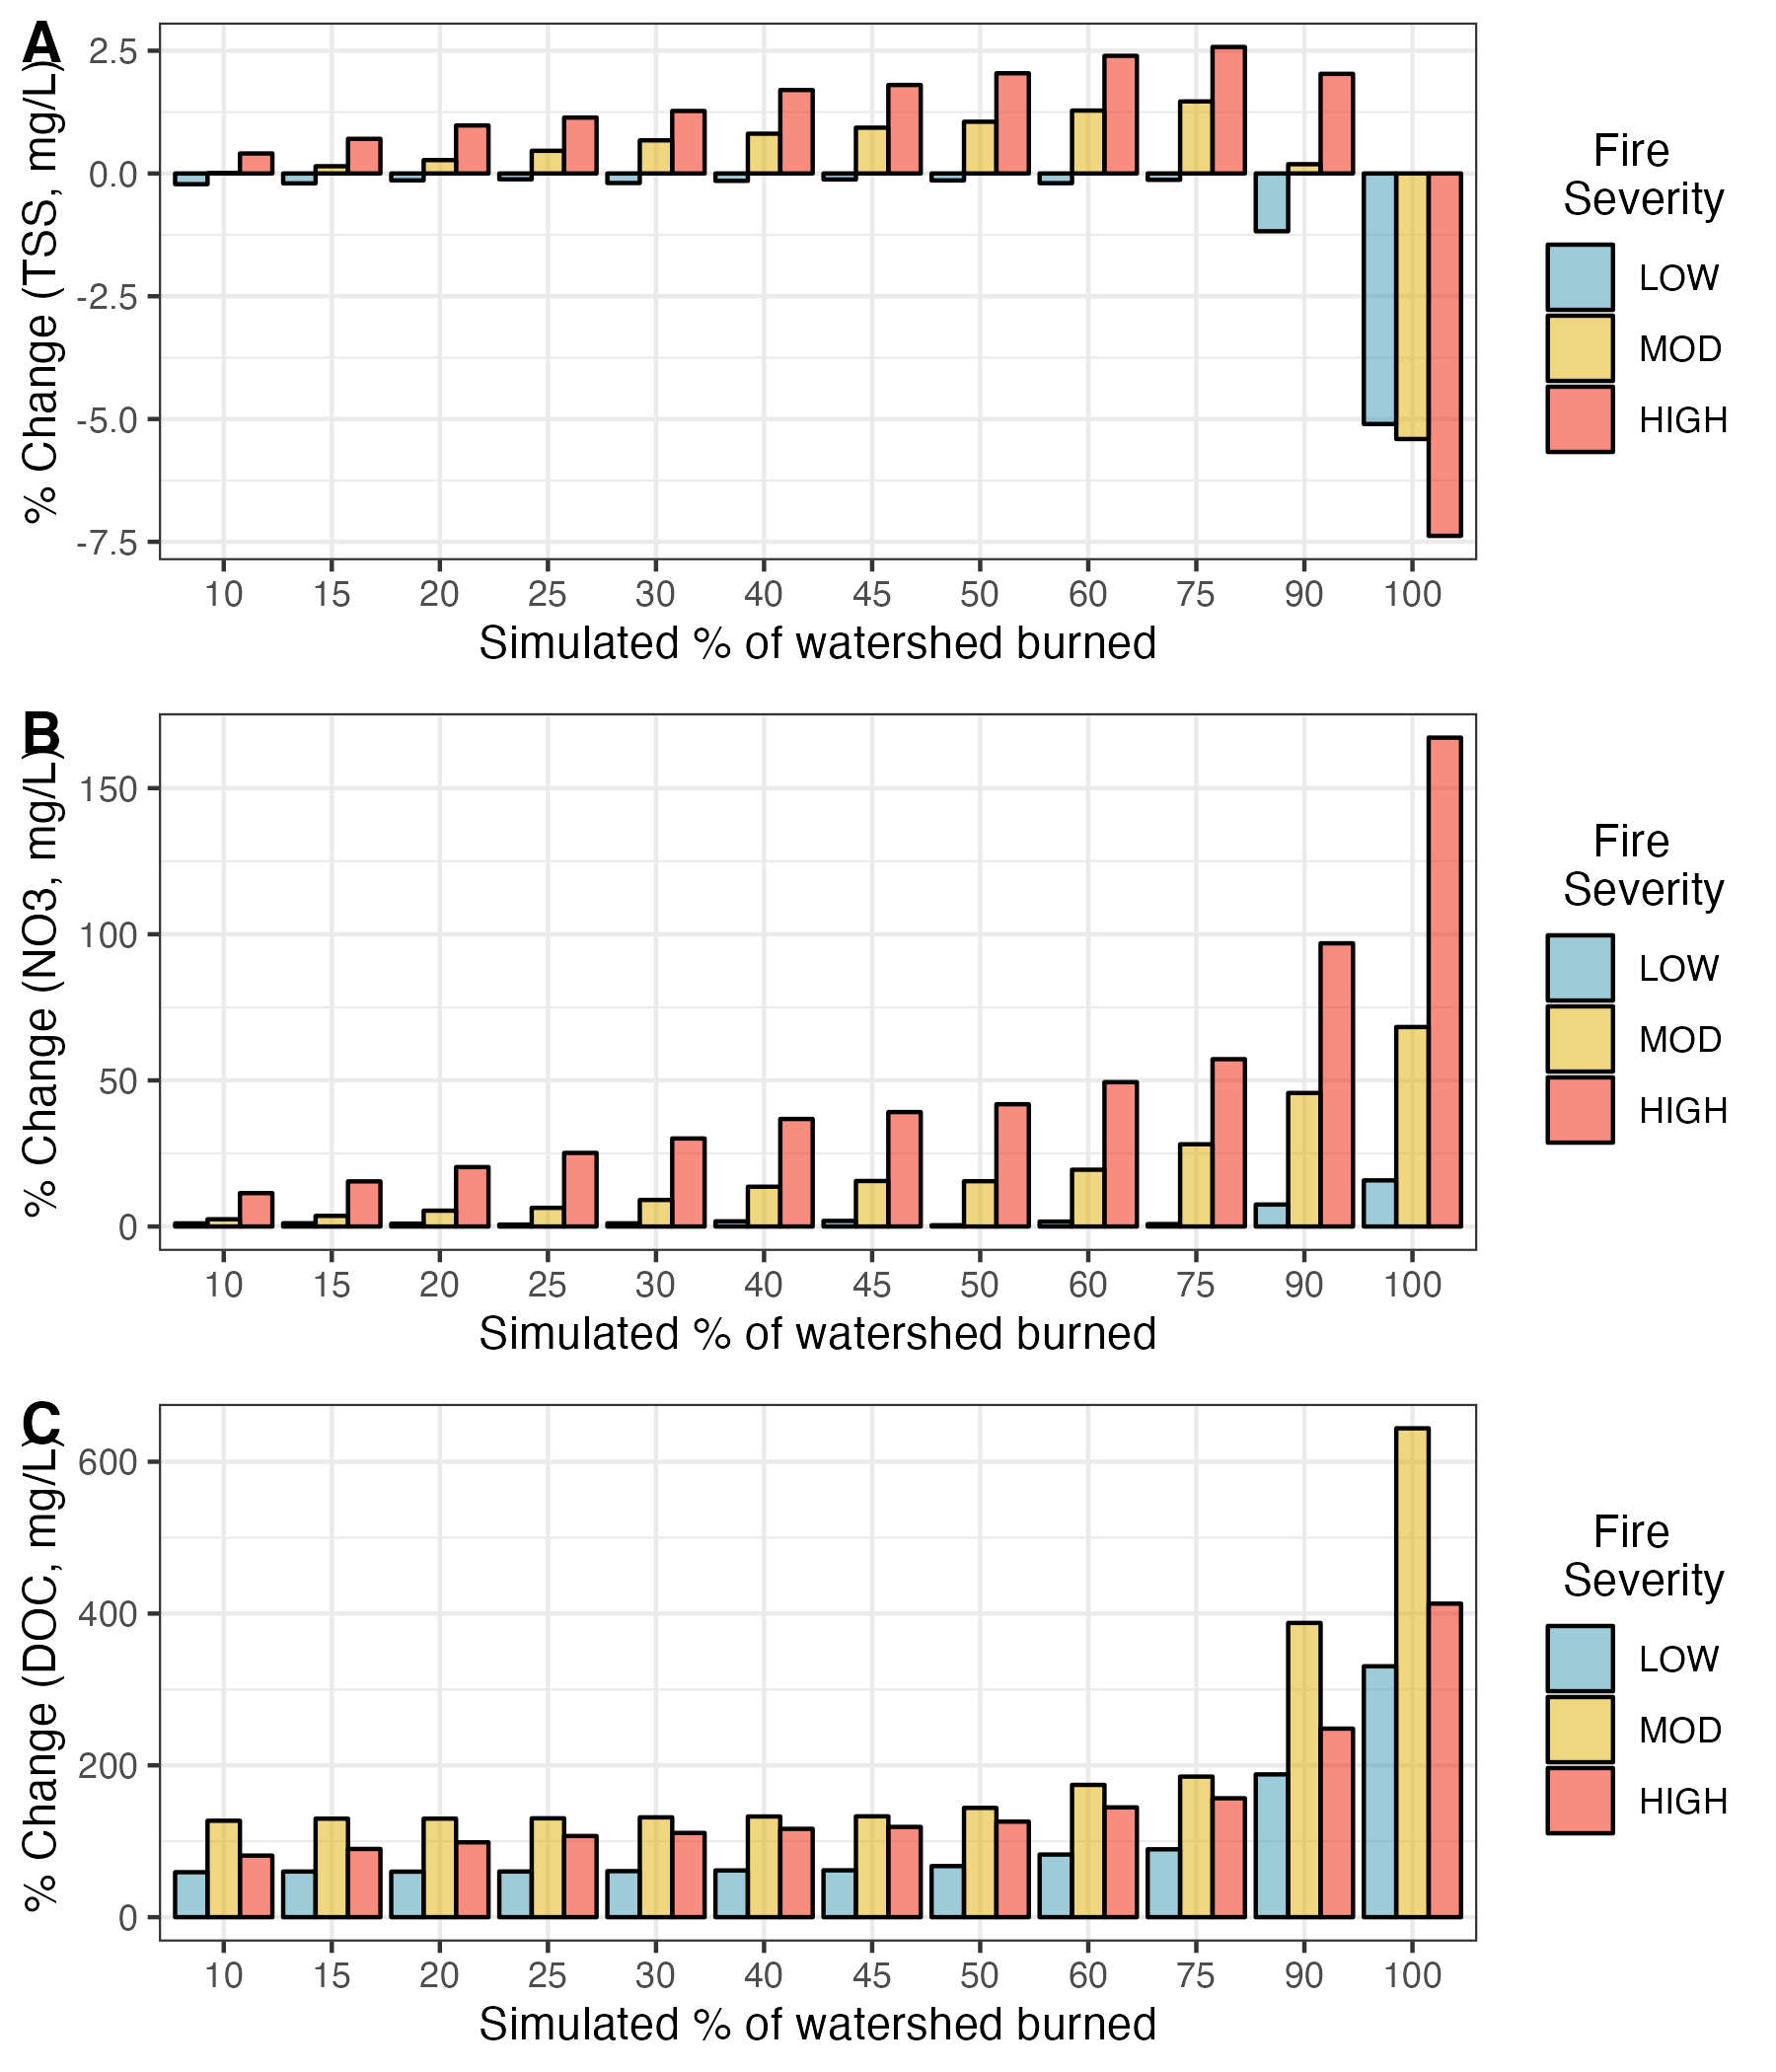 A
% Change (TSS, mg/L)
2.5
0.0
-2.5
-5.0
-7.5
10 15 20 25 30 40 45 50 60 75 90 100
Simulated % of watershed burned
Fire
Severity
LOW
MOD
HIGH
B
% Change (NO3, mg/L)
150
100
50
0
10 15 20 25 30 40 45 50 60 75 90 100
Simulated % of watershed burned
Fire
Severity
LOW
MOD
HIGH
C
% Change (DOC, mg/L)
600
400
200
0
10 15 20 25 30 40 45 50 60 75 90 100
Simulated % of watershed burned
Fire
Severity
LOW
MOD
HIGH